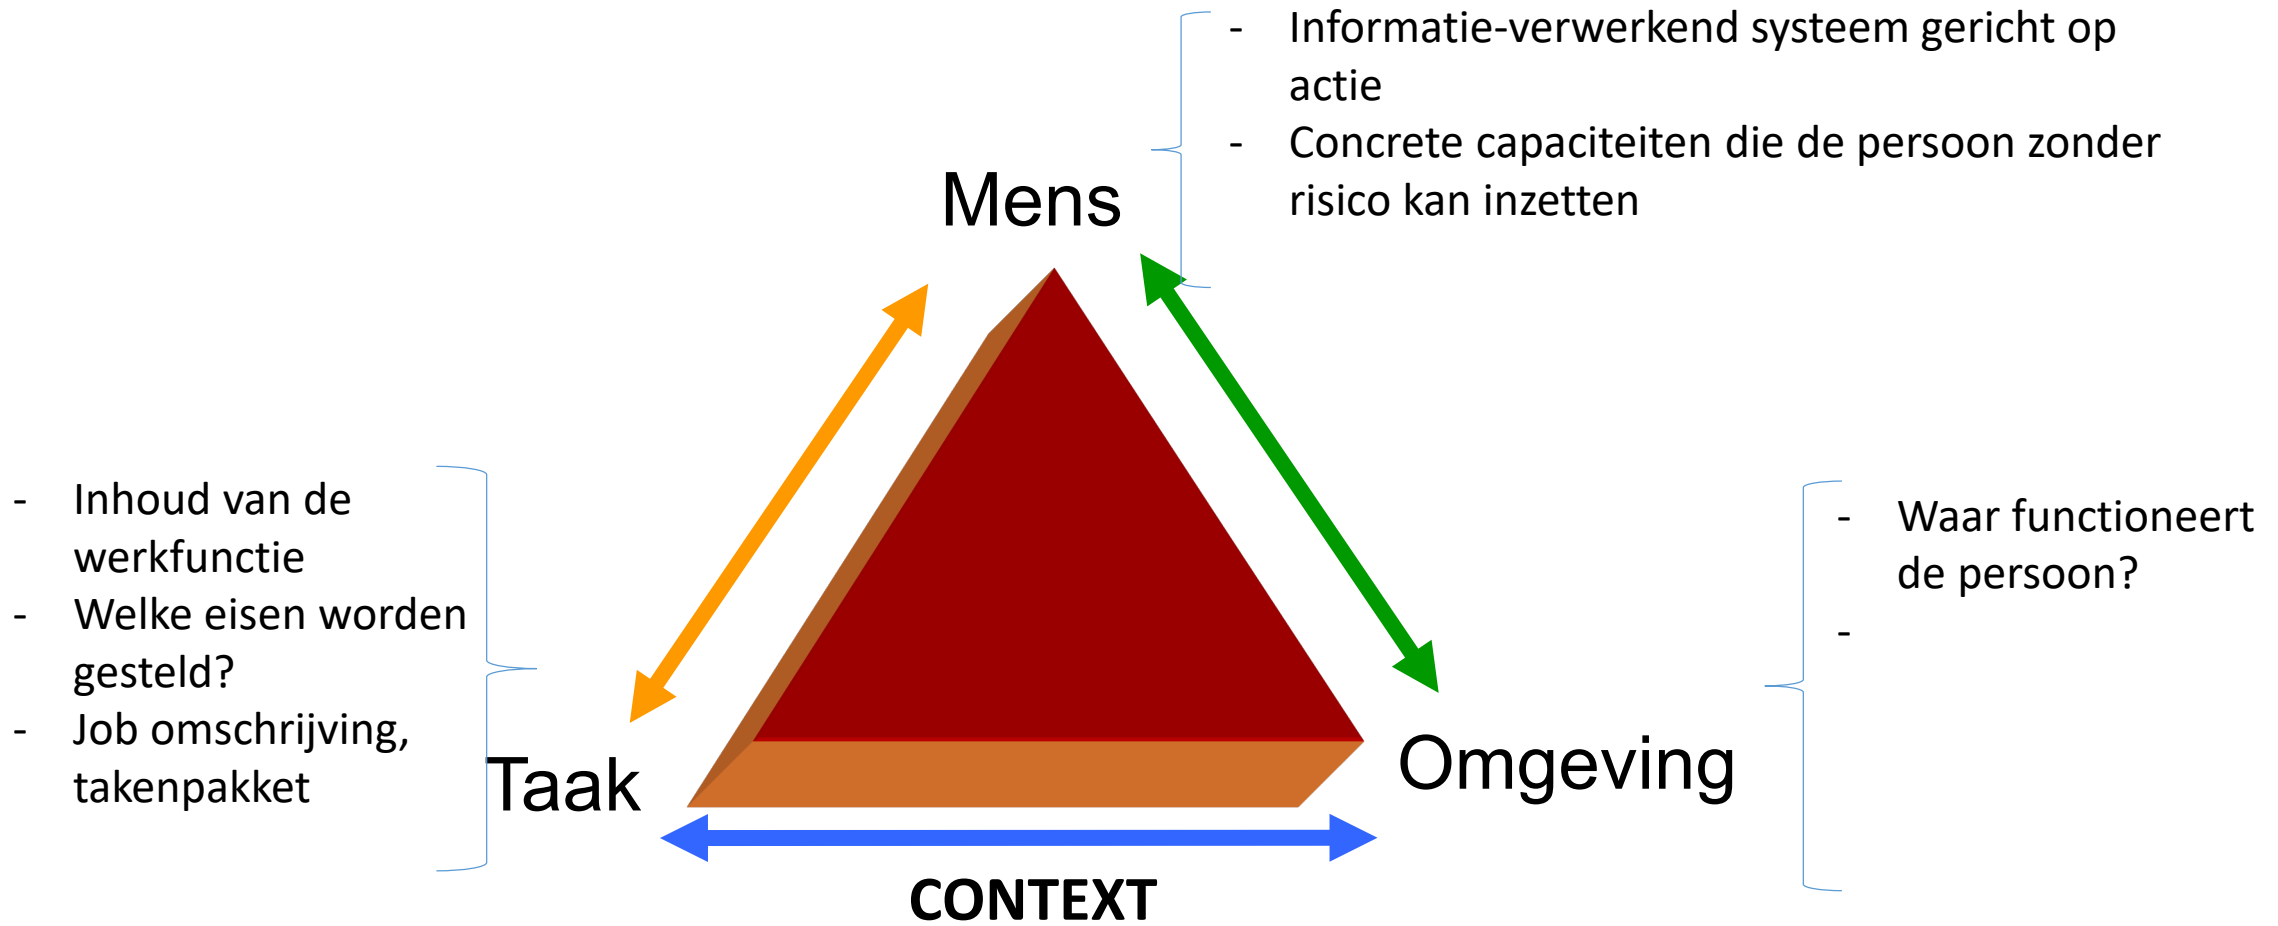 - Informatie-verwerkend systeem gericht op
actie
- Concrete capaciteiten die de persoon zonder
risico kan inzetten
Mens
- Inhoud van de
werkfunctie
- Welke eisen worden
gesteld?
- Job omschrijving,
takenpakket
Taak
- Waar functioneert
de persoon?
-
Omgeving
CONTEXT